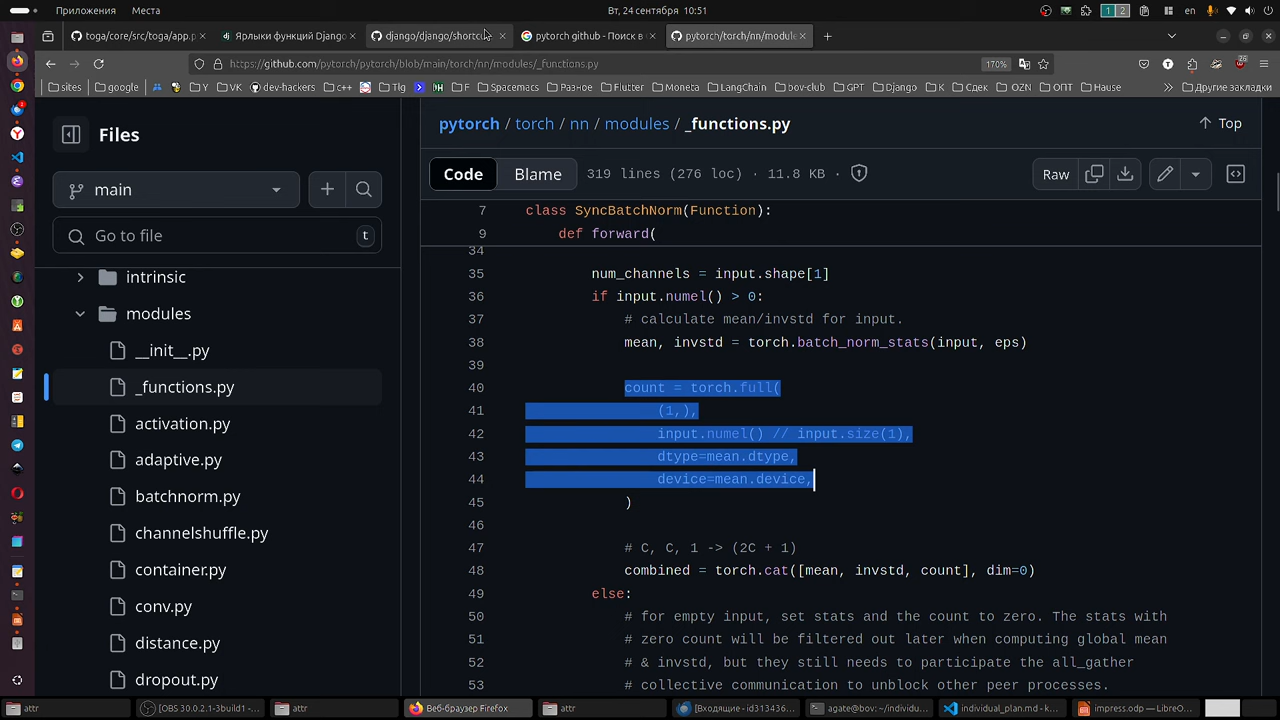 Приложения Места
Вт, 24 сентября 10:51
1 2
en
toga/core/src/toga/app.p
Ярлыки функций Django
django/django/shortcu
pytorch github - Поиск в
pytorch/torch/nn/module
https://github.com/pytorch/pytorch/blob/main/torch/nn/modules/_functions.py
170%
26
sites google Y VK dev-hackers C++ Tlg F Spacemacs Разное Flutter Moneta LangChain bov-club GPT Django K Сдек OZN ОПТ Hause Другие закладки
Files
main
Go to file
t
intrinsic
modules
__init__.py
_functions.py
activation.py
adaptive.py
batchnorm.py
channelshuffle.py
container.py
conv.py
distance.py
dropout.py
pytorch / torch / nn / modules / _functions.py
Top
Code Blame 319 lines (276 loc) · 11.8 KB Raw
7 class SyncBatchNorm(Function):
9 def forward(
34
35 num_channels = input.shape[1]
36 if input.numel() > 0:
37 # calculate mean/invstd for input.
38 mean, invstd = torch.batch_norm_stats(input, eps)
39
40 count = torch.full(
41 (1,),
42 input.numel() // input.size(1),
43 dtype=mean.dtype,
44 device=mean.device,
45 )
46
47 # C, C, 1 -> (2C + 1)
48 combined = torch.cat([mean, invstd, count], dim=0)
49 else:
50 # for empty input, set stats and the count to zero. The stats with
51 # zero count will be filtered out later when computing global mean
52 # & invstd, but they still needs to participate the all_gather
53 # collective communication to unblock other peer processes.
attr
[OBS 30.0.2.1-3build1 -
attr
Веб-браузер Firefox
attr
[Входящие - id313436
agate@bov: ~/individu
individual_plan.md - k
impress.odp — LibreO